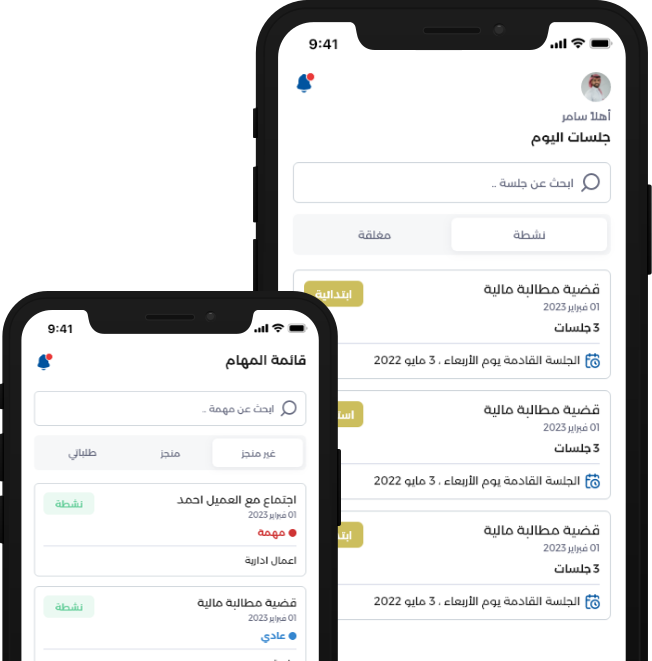 9:41
أهلاً سامر
جلسات اليوم
ابحث عن جلسة ..
نشطة
مغلقة
قضية مطالبة مالية
ابتدائية
01 فبراير 2023
3 جلسات
الجلسة القادمة يوم الأربعاء ، 3 مايو 2022
قضية مطالبة مالية
01 فبراير 2023
3 جلسات
الجلسة القادمة يوم الأربعاء ، 3 مايو 2022
قضية مطالبة مالية
01 فبراير 2023
3 جلسات
الجلسة القادمة يوم الأربعاء ، 3 مايو 2022
9:41
قائمة المهام
ابحث عن مهمة ..
غير منجز
منجز
طلباتي
اجتماع مع العميل احمد
نشطة
01 فبراير 2023
مهمة
اعمال ادارية
قضية مطالبة مالية
نشطة
01 فبراير 2023
عادي